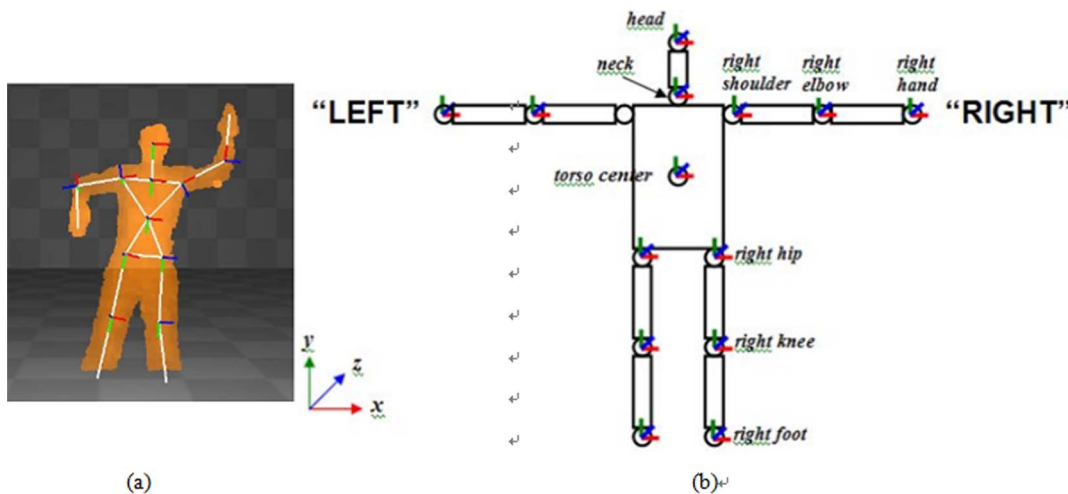 head
neck
right
shoulder
right
elbow
right
hand
“LEFT”
“RIGHT”
torso center
right hip
y
z
x
right knee
right foot
(a)
(b)